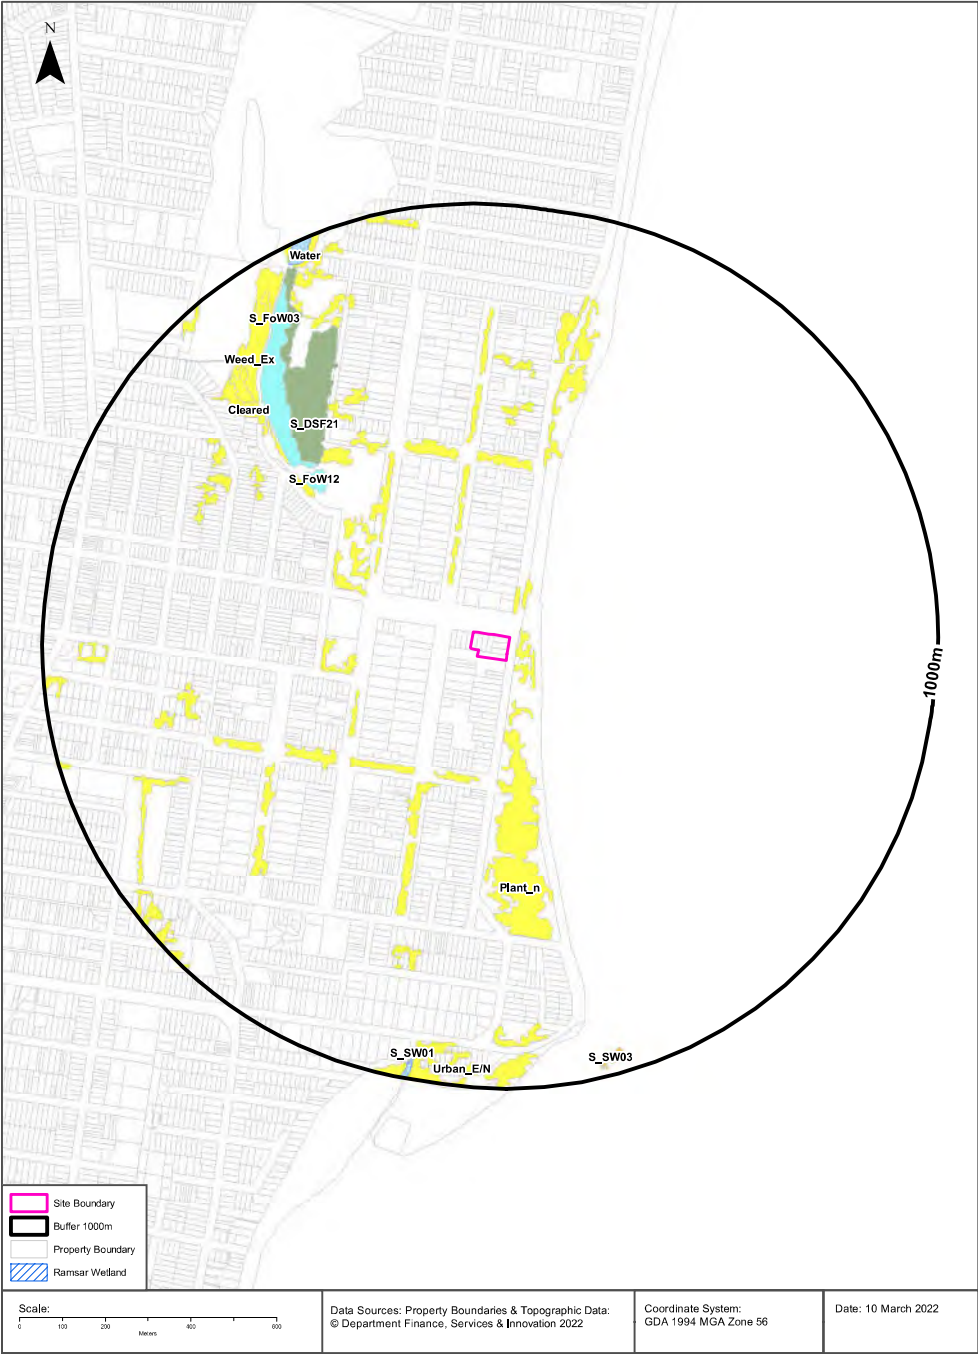 N
Water
S_FoW03
Weed_Ex
Cleared
S_DSF21
S_FoW12
1000m
Plant_n
S_SW01
S_SW03
Urban_E/N
Site Boundary
Buffer 1000m
Property Boundary
Ramsar Wetland
Scale:
0 100 200 400 600
Meters
Data Sources: Property Boundaries & Topographic Data:
© Department Finance, Services & Innovation 2022
Coordinate System:
GDA 1994 MGA Zone 56
Date: 10 March 2022